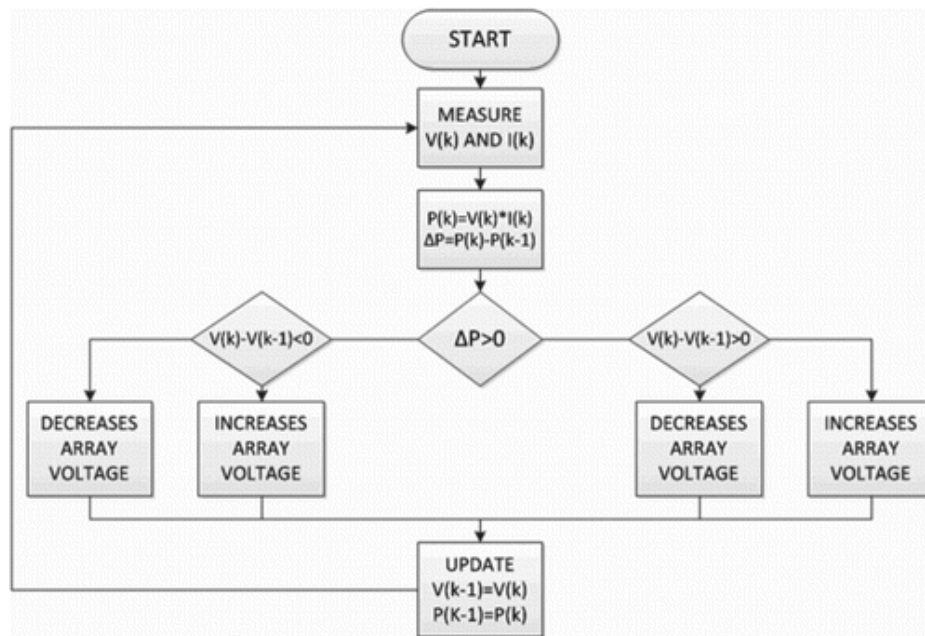 START
MEASURE
V(k) AND I(k)
P(k)=V(k)*I(k)
ΔP=P(k)-P(k-1)
V(k)-V(k-1)<0
ΔP>0
V(k)-V(k-1)>0
DECREASES
ARRAY
VOLTAGE
INCREASES
ARRAY
VOLTAGE
DECREASES
ARRAY
VOLTAGE
INCREASES
ARRAY
VOLTAGE
UPDATE
V(k-1)=V(k)
P(K-1)=P(k)